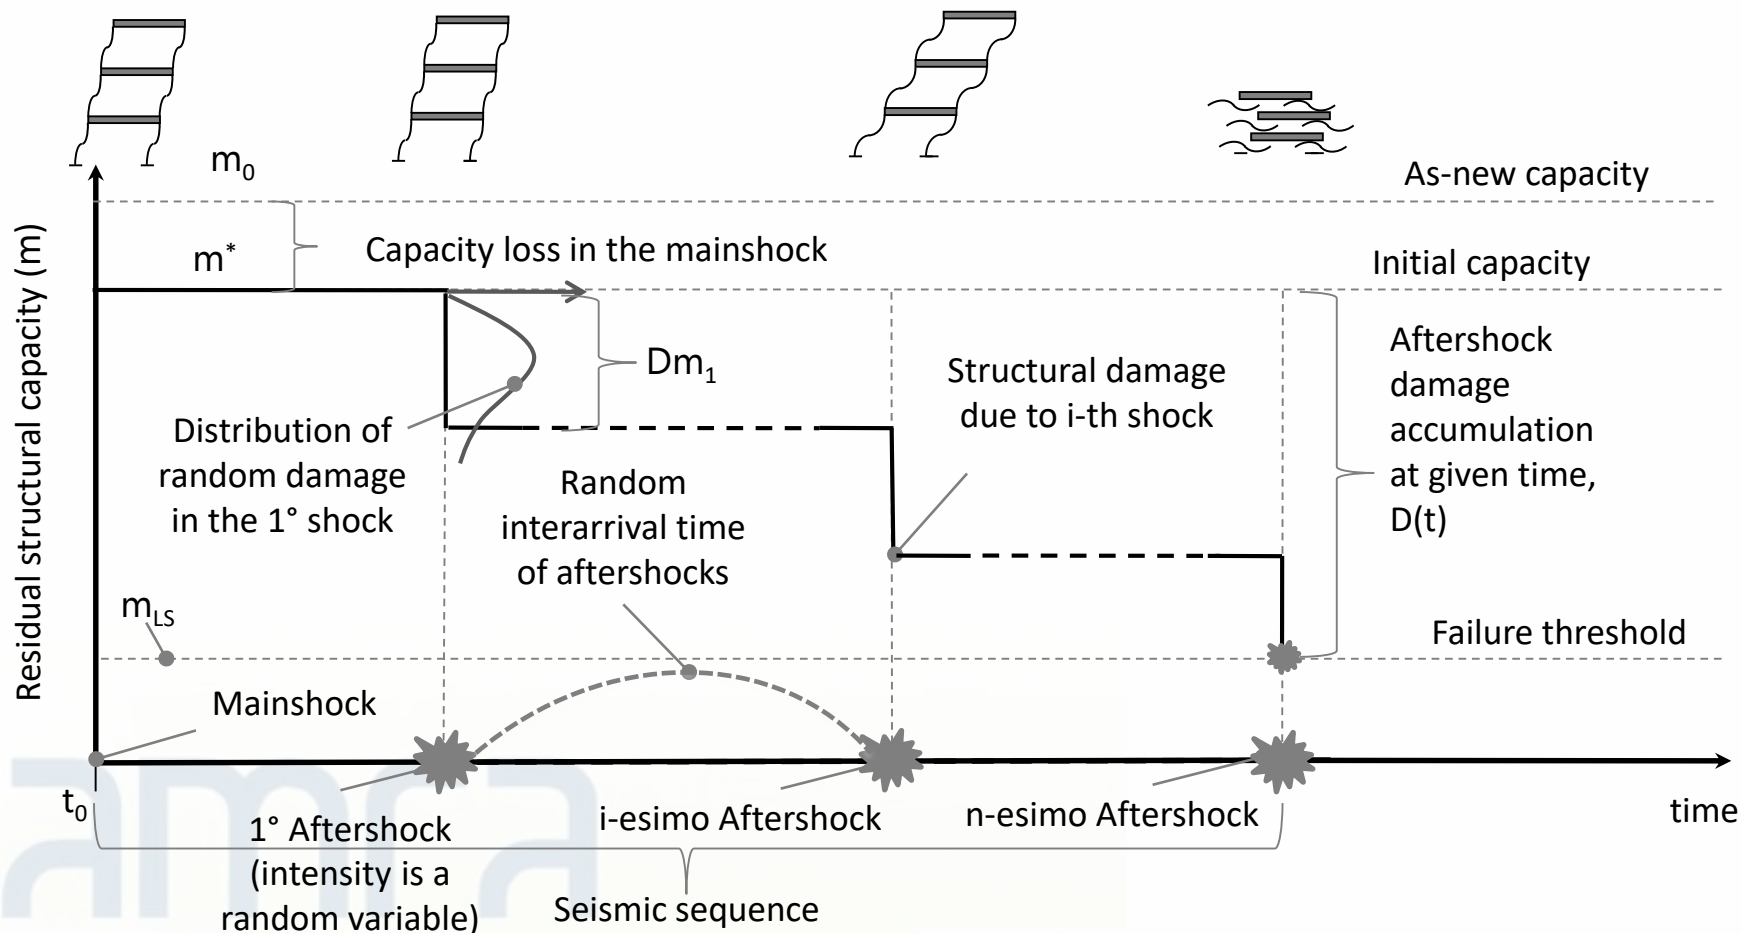 m0
As-new capacity
Capacity loss in the mainshock
m*
Initial capacity
Residual structural capacity (m)
Dm1
Distribution of
random damage
in the 1° shock
Structural damage
due to i-th shock
Aftershock
damage
accumulation
at given time,
D(t)
Random
interarrival time
of aftershocks
mLS
Failure threshold
Mainshock
t0
1° Aftershock
(intensity is a
random variable)
i-esimo Aftershock
n-esimo Aftershock
time
Seismic sequence
amra